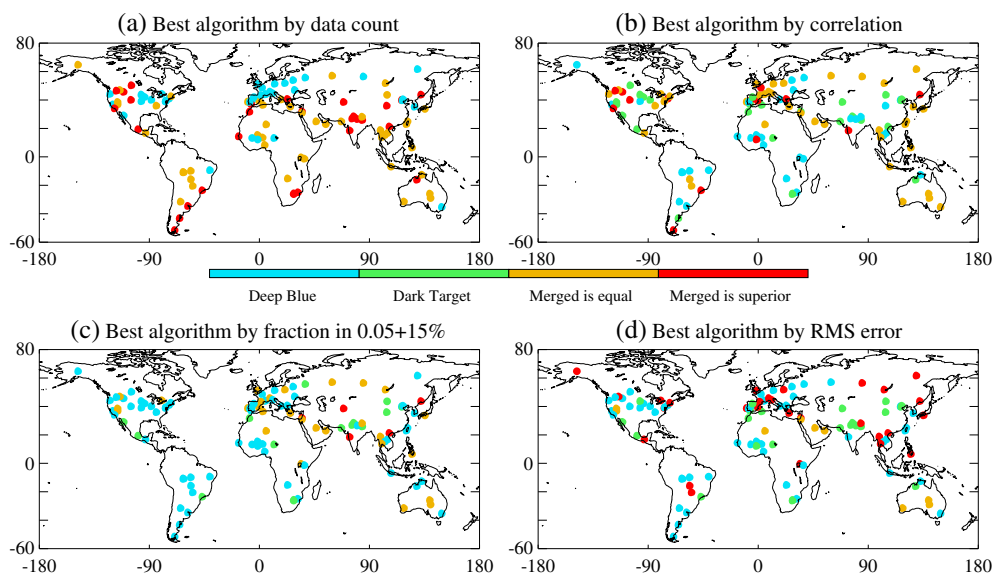 (a) Best algorithm by data count
(b) Best algorithm by correlation
80
0
-60
-180 -90 0 90 180
80
0
-60
-180 -90 0 90 180
Deep Blue Dark Target Merged is equal Merged is superior
(c) Best algorithm by fraction in 0.05+15%
(d) Best algorithm by RMS error
80
0
-60
-180 -90 0 90 180
80
0
-60
-180 -90 0 90 180